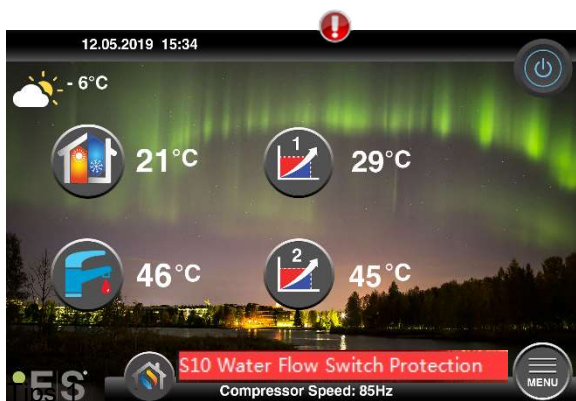 12.05.2019 15:34
- 6°C
21°C
1
29°C
46°C
2
45°C
S10 Water Flow Switch Protection
Tips
Compressor Speed: 85Hz
MENU